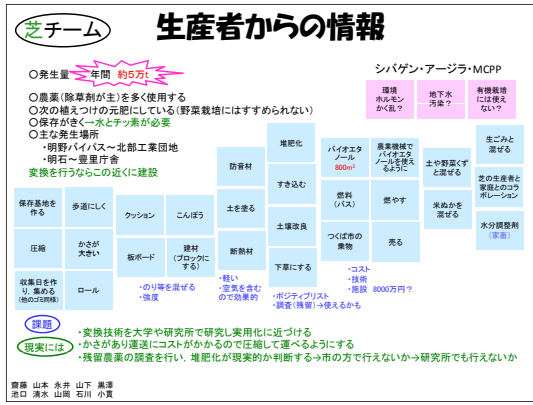 芝チーム
生産者からの情報
○発生量 年間 約5万t
シバゲン・アージラン・MCPP
環境
ホルモン
かく乱？
地下水
汚染？
有機栽培
には使え
ない？
○農薬（除草剤が主）を多く使用する
○次の植えつけの元肥にしている（野菜栽培にはすすめられない）
○保存がきく→水とチッ素が必要
○主な発生場所
・明野バイパス～北部工業団地
・明石～豊里庁舎
変換を行うならこの近くに建設
保存基地を
作る
歩道にしく
圧縮
かさが
大きい
収集日を作
り，集める
（他のゴミ同様）
ロール
クッション
こんぽう
板ボード
建材
（ブロックに
する）
・のり等を混ぜる
・強度
防音材
土を塗る
断熱材
・軽い
・空気を含む
ので効果的
堆肥化
すき込む
土壌改良
下草にする
・ポジティブリスト
・調査（残留）→使えるかも
バイオエタ
ノール
800m²
農業機械で
バイオエタ
ノールを使え
るように
燃料
（バス）
燃やす
つくば市の
乗物
売る
・コスト
・技術
・施設 8000万円？
土や野菜くず
と混ぜる
米ぬかを
混ぜる
生ごみと
混ぜる
芝の生産者と
家庭とのコラ
ボレーション
水分調整剤
（家畜）
課題
現実には
・変換技術を大学や研究所で研究し実用化に近づける
・かさがあり運送にコストがかかるので圧縮して運べるようにする
・残留農薬の調査を行い，堆肥化が現実的か判断する→市の方で行えないか→研究所でも行えないか
齋藤 山本 永井 山下 黒澤
池口 清水 山岡 石川 小貫